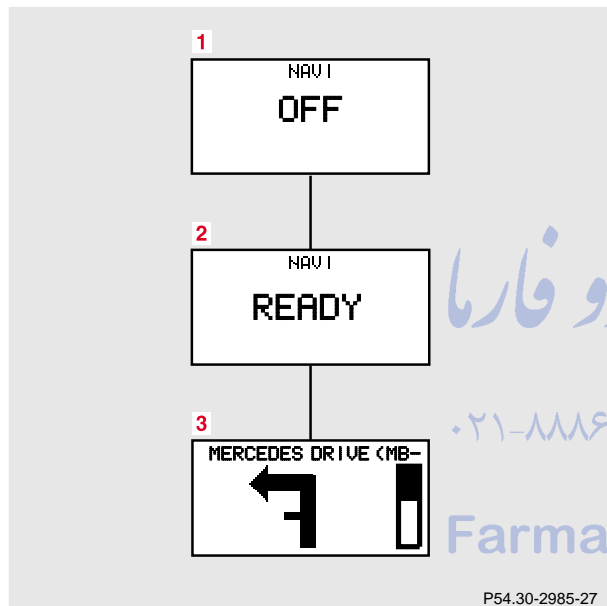 1
NAVI
OFF
2
NAVI
READY
3
MERCEDES DRIVE (MB-
P54.30-2985-27